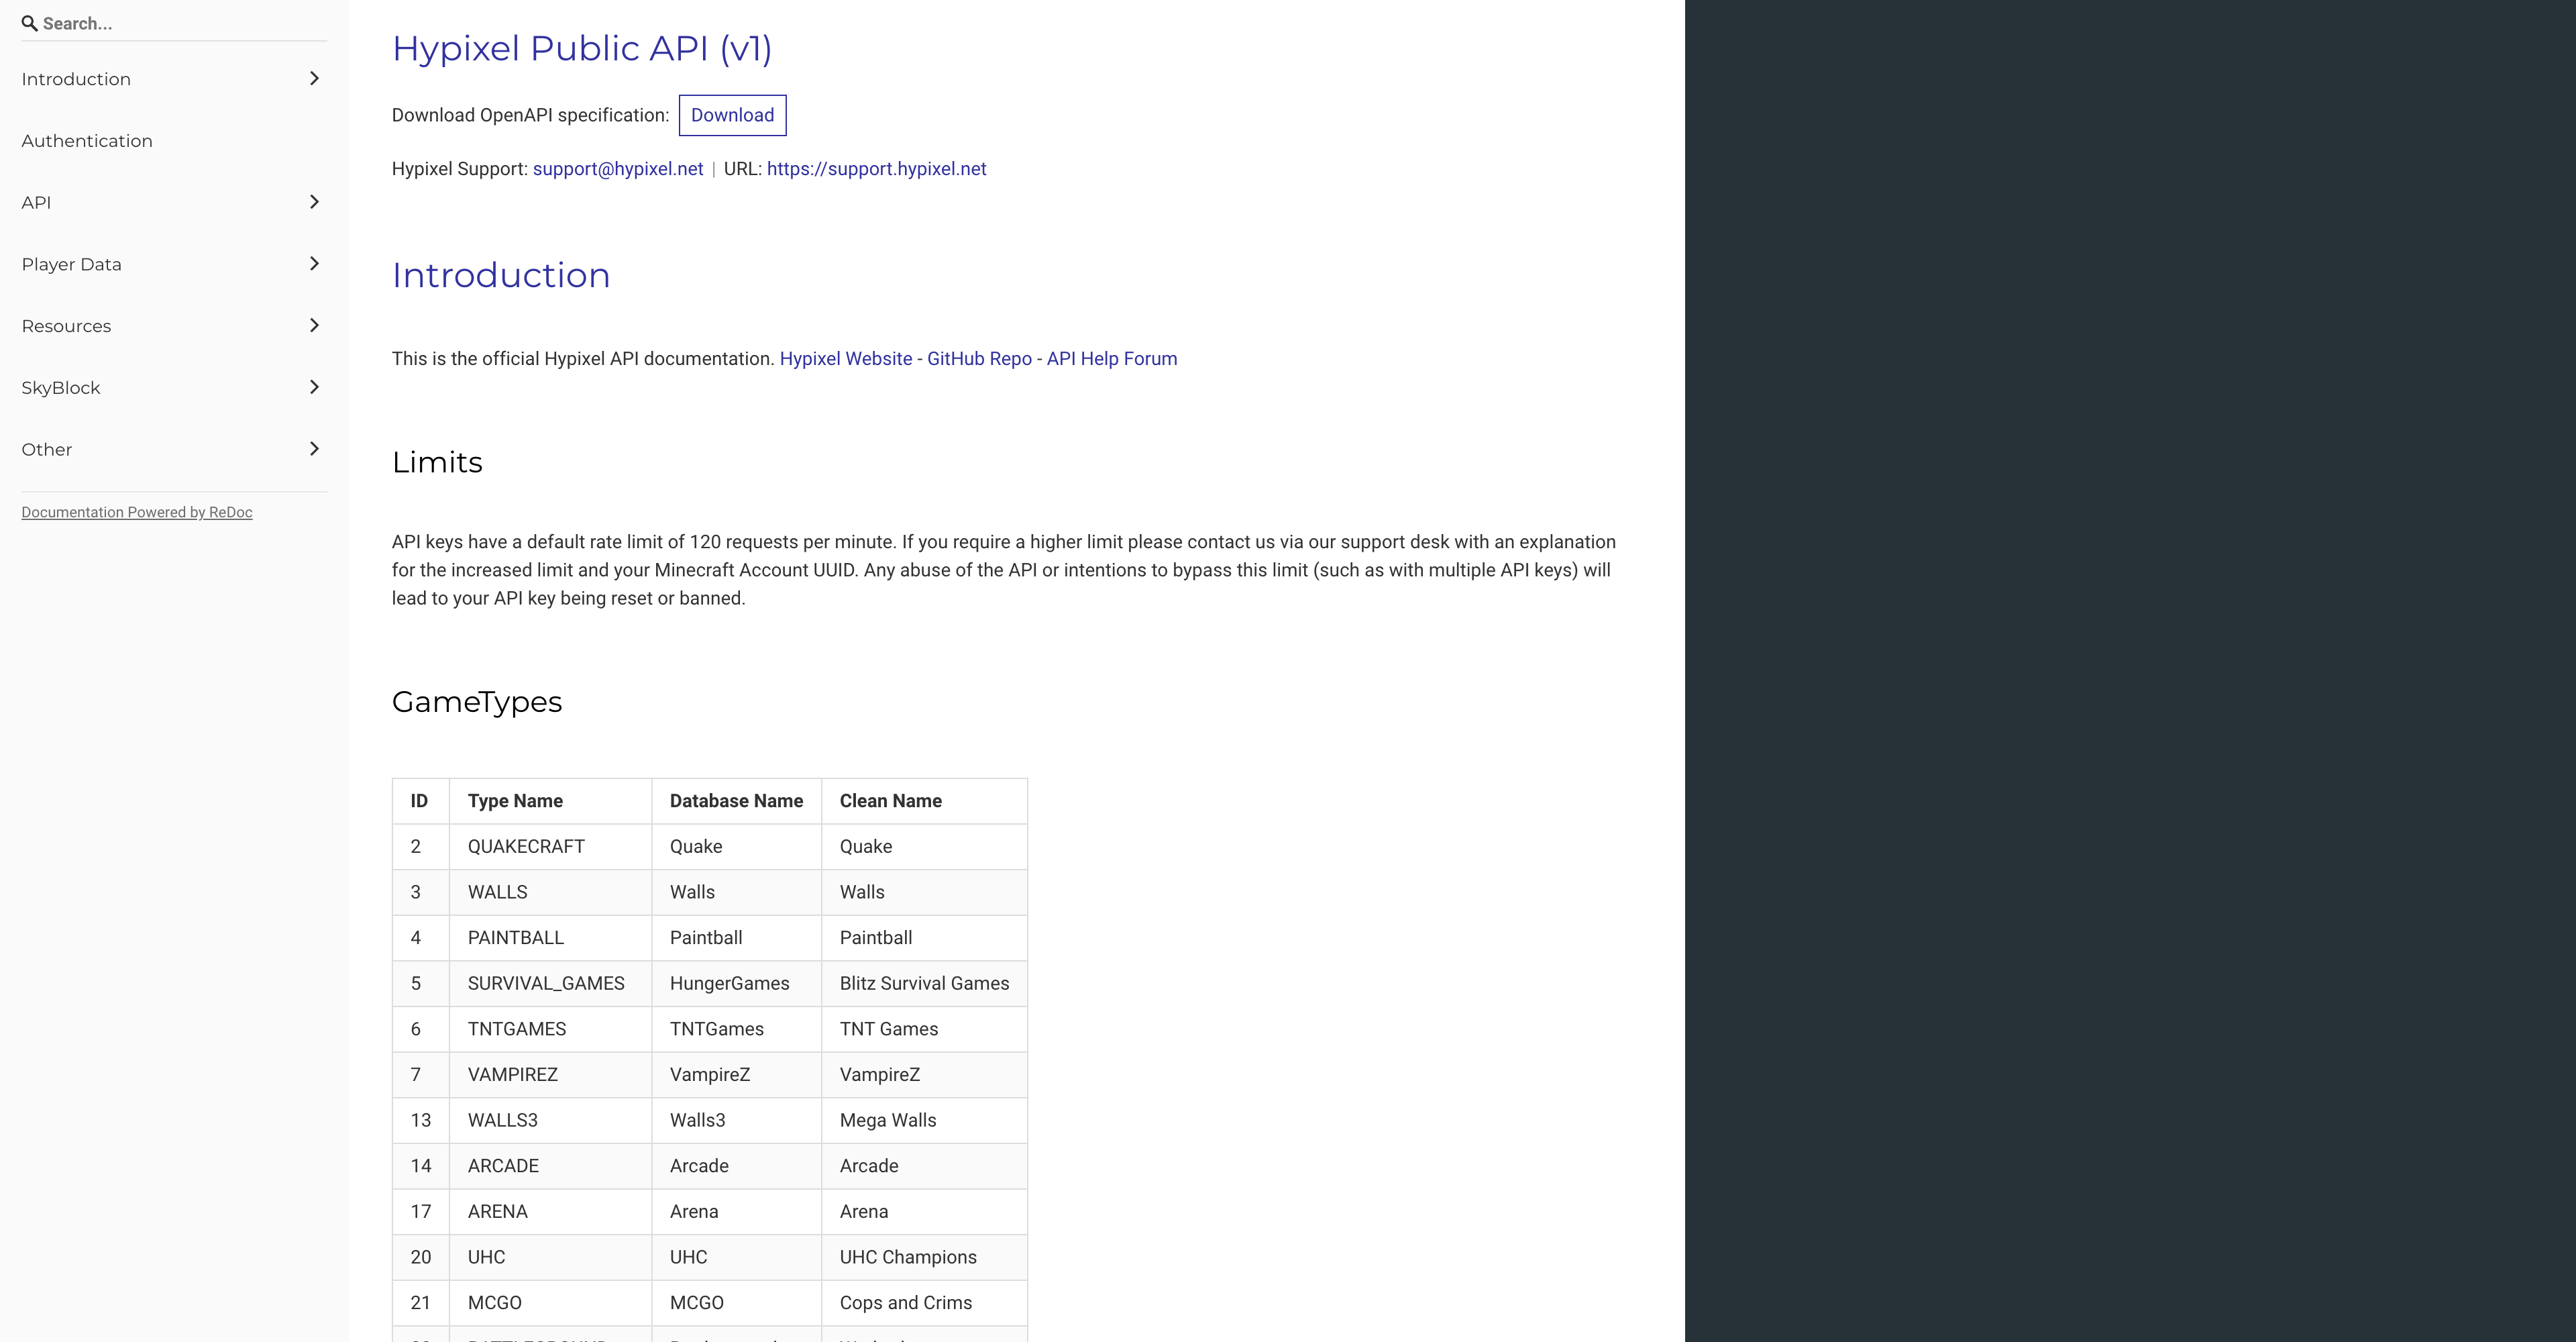 Search...
Introduction
Authentication
API
Player Data
Resources
SkyBlock
Other
Documentation Powered by ReDoc
Hypixel Public API (v1)
Download OpenAPI specification: Download
Hypixel Support: support@hypixel.net | URL: https://support.hypixel.net
Introduction
This is the official Hypixel API documentation. Hypixel Website - GitHub Repo - API Help Forum
Limits
API keys have a default rate limit of 120 requests per minute. If you require a higher limit please contact us via our support desk with an explanation
for the increased limit and your Minecraft Account UUID. Any abuse of the API or intentions to bypass this limit (such as with multiple API keys) will
lead to your API key being reset or banned.
GameTypes
ID Type Name Database Name Clean Name
2 QUAKECRAFT Quake Quake
3 WALLS Walls Walls
4 PAINTBALL Paintball Paintball
5 SURVIVAL_GAMES HungerGames Blitz Survival Games
6 TNTGAMES TNTGames TNT Games
7 VAMPIREZ VampireZ VampireZ
13 WALLS3 Walls3 Mega Walls
14 ARCADE Arcade Arcade
17 ARENA Arena Arena
20 UHC UHC UHC Champions
21 MCGO MCGO Cops and Crims